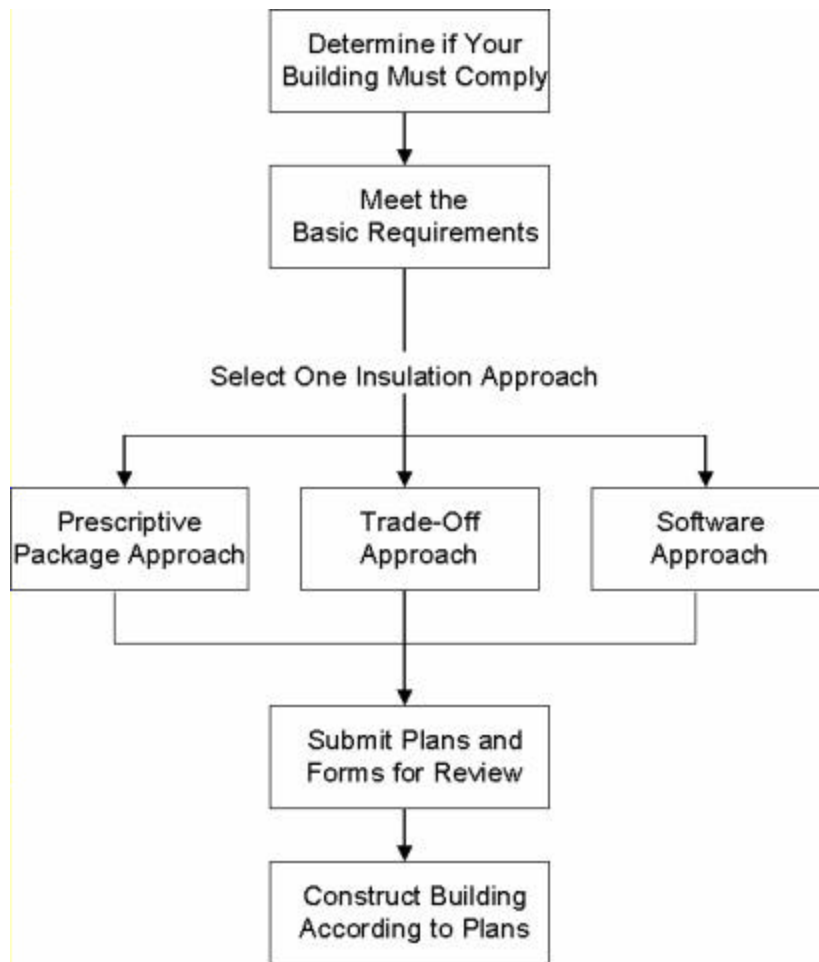 Determine if Your
Building Must Comply
Meet the
Basic Requirements
Select One Insulation Approach
Prescriptive
Package Approach
Trade-Off
Approach
Software
Approach
Submit Plans and
Forms for Review
Construct Building
According to Plans